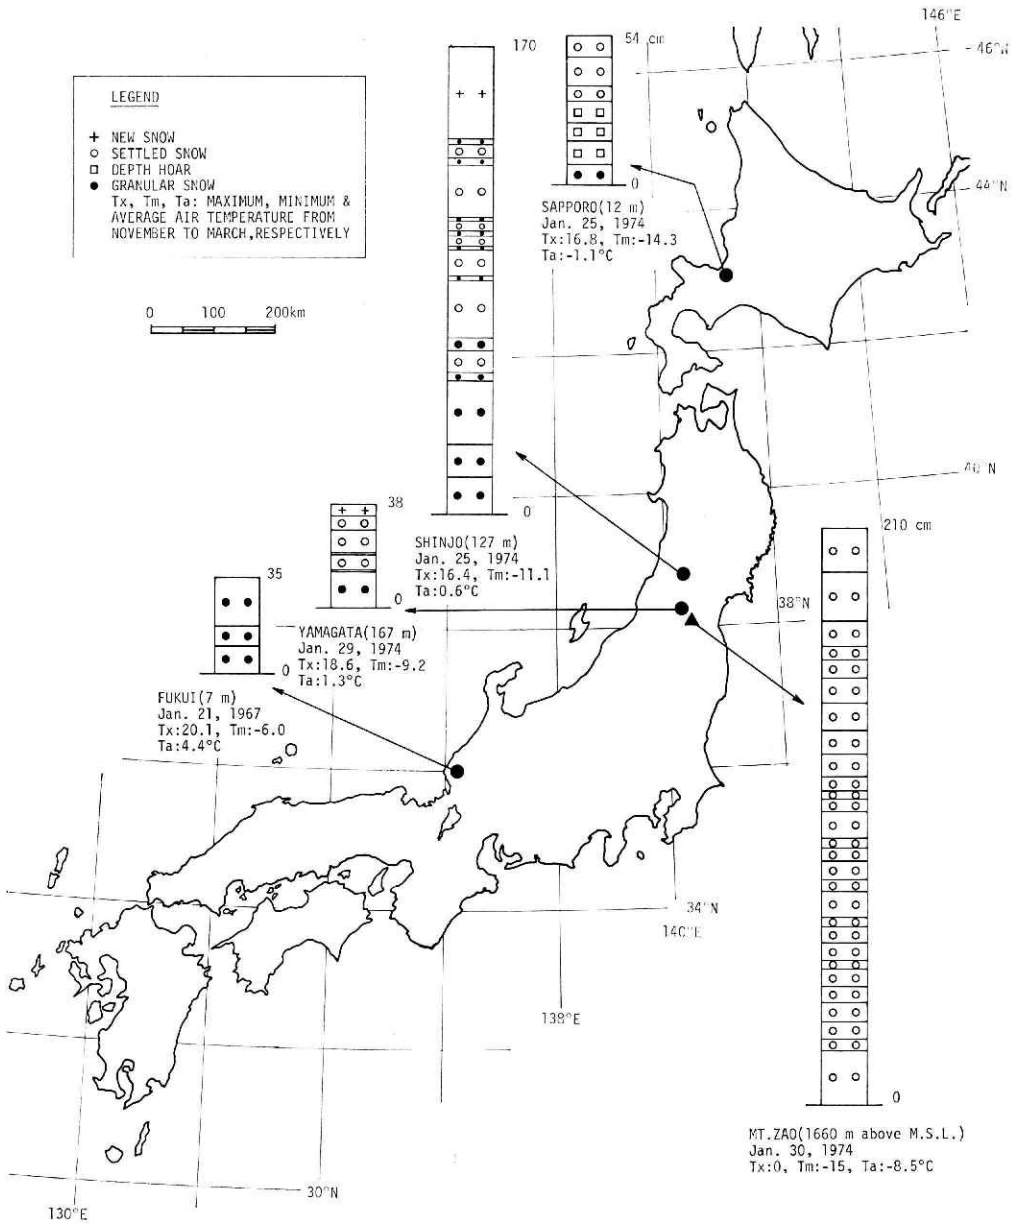 146°E
46°N
170
54 cm
LEGEND
+ NEW SNOW
○ SETTLED SNOW
□ DEPTH HOAR
● GRANULAR SNOW
Tx, Tm, Ta: MAXIMUM, MINIMUM &
AVERAGE AIR TEMPERATURE FROM
NOVEMBER TO MARCH,RESPECTIVELY
0
44°N
SAPPORO(12 m)
Jan. 25, 1974
Tx:16.8, Tm:-14.3
Ta:-1.1°C
0 100 200km
40°N
38
0
210 cm
SHINJO(127 m)
Jan. 25, 1974
Tx:16.4, Tm:-11.1
Ta:0.6°C
35
0
38°N
YAMAGATA(167 m)
Jan. 29, 1974
Tx:18.6, Tm:-9.2
Ta:1.3°C
0
FUKUI(7 m)
Jan. 21, 1967
Tx:20.1, Tm:-6.0
Ta:4.4°C
34°N
140°E
138°E
0
MT.ZAO(1660 m above M.S.L.)
Jan. 30, 1974
Tx:0, Tm:-15, Ta:-8.5°C
30°N
130°E